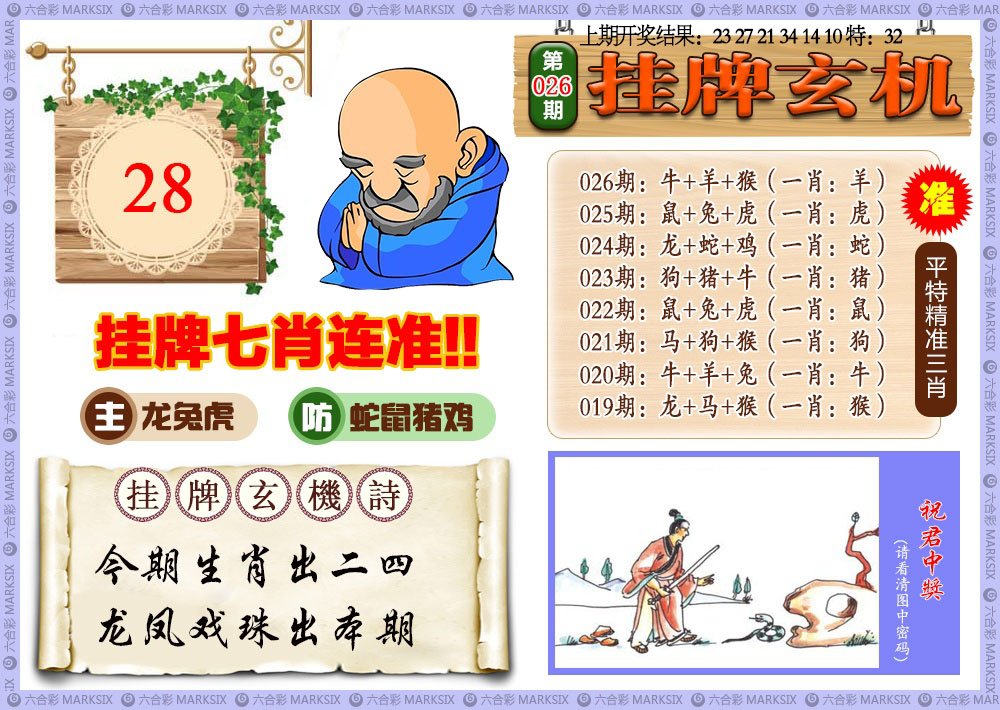 六合彩 MARKSIX
上期开奖结果：23 27 21 34 14 10 特：32
第
026
期
挂牌玄机
28
026期：牛+羊+猴（一肖：羊）
025期：鼠+兔+虎（一肖：虎）
024期：龙+蛇+鸡（一肖：蛇）
023期：狗+猪+牛（一肖：猪）
022期：鼠+兔+虎（一肖：鼠）
021期：马+狗+猴（一肖：狗）
020期：牛+羊+兔（一肖：牛）
019期：龙+马+猴（一肖：猴）
准
平特精准三肖
挂牌七肖连准!!
主 龙兔虎
防 蛇鼠猪鸡
挂牌玄機詩
今期生肖出二四
龙凤戏珠出本期
祝君中獎
（请看清图中密码）